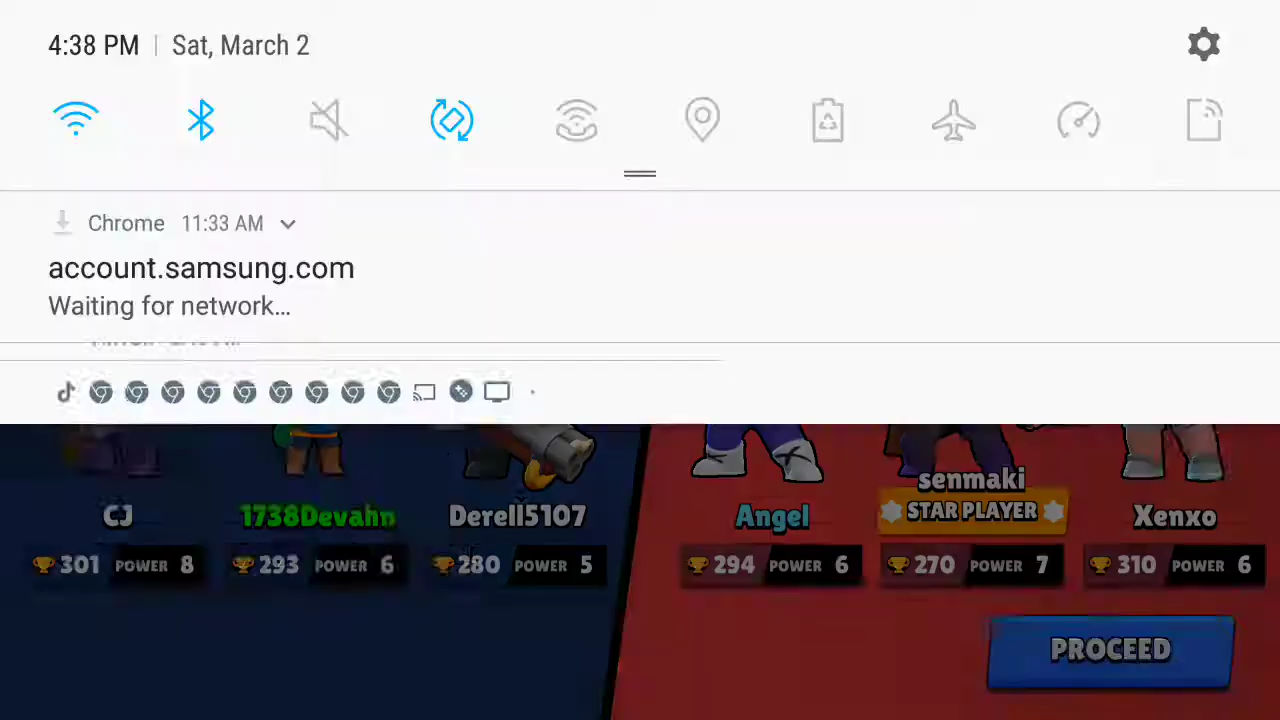 4:38 PM | Sat, March 2
Chrome 11:33 AM
account.samsung.com
Waiting for network...
senmaki
CJ 1738Devahn Derell5107 Angel STAR PLAYER Xenxo
301 POWER 8 293 POWER 6 280 POWER 5 294 POWER 6 270 POWER 7 310 POWER 6
PROCEED